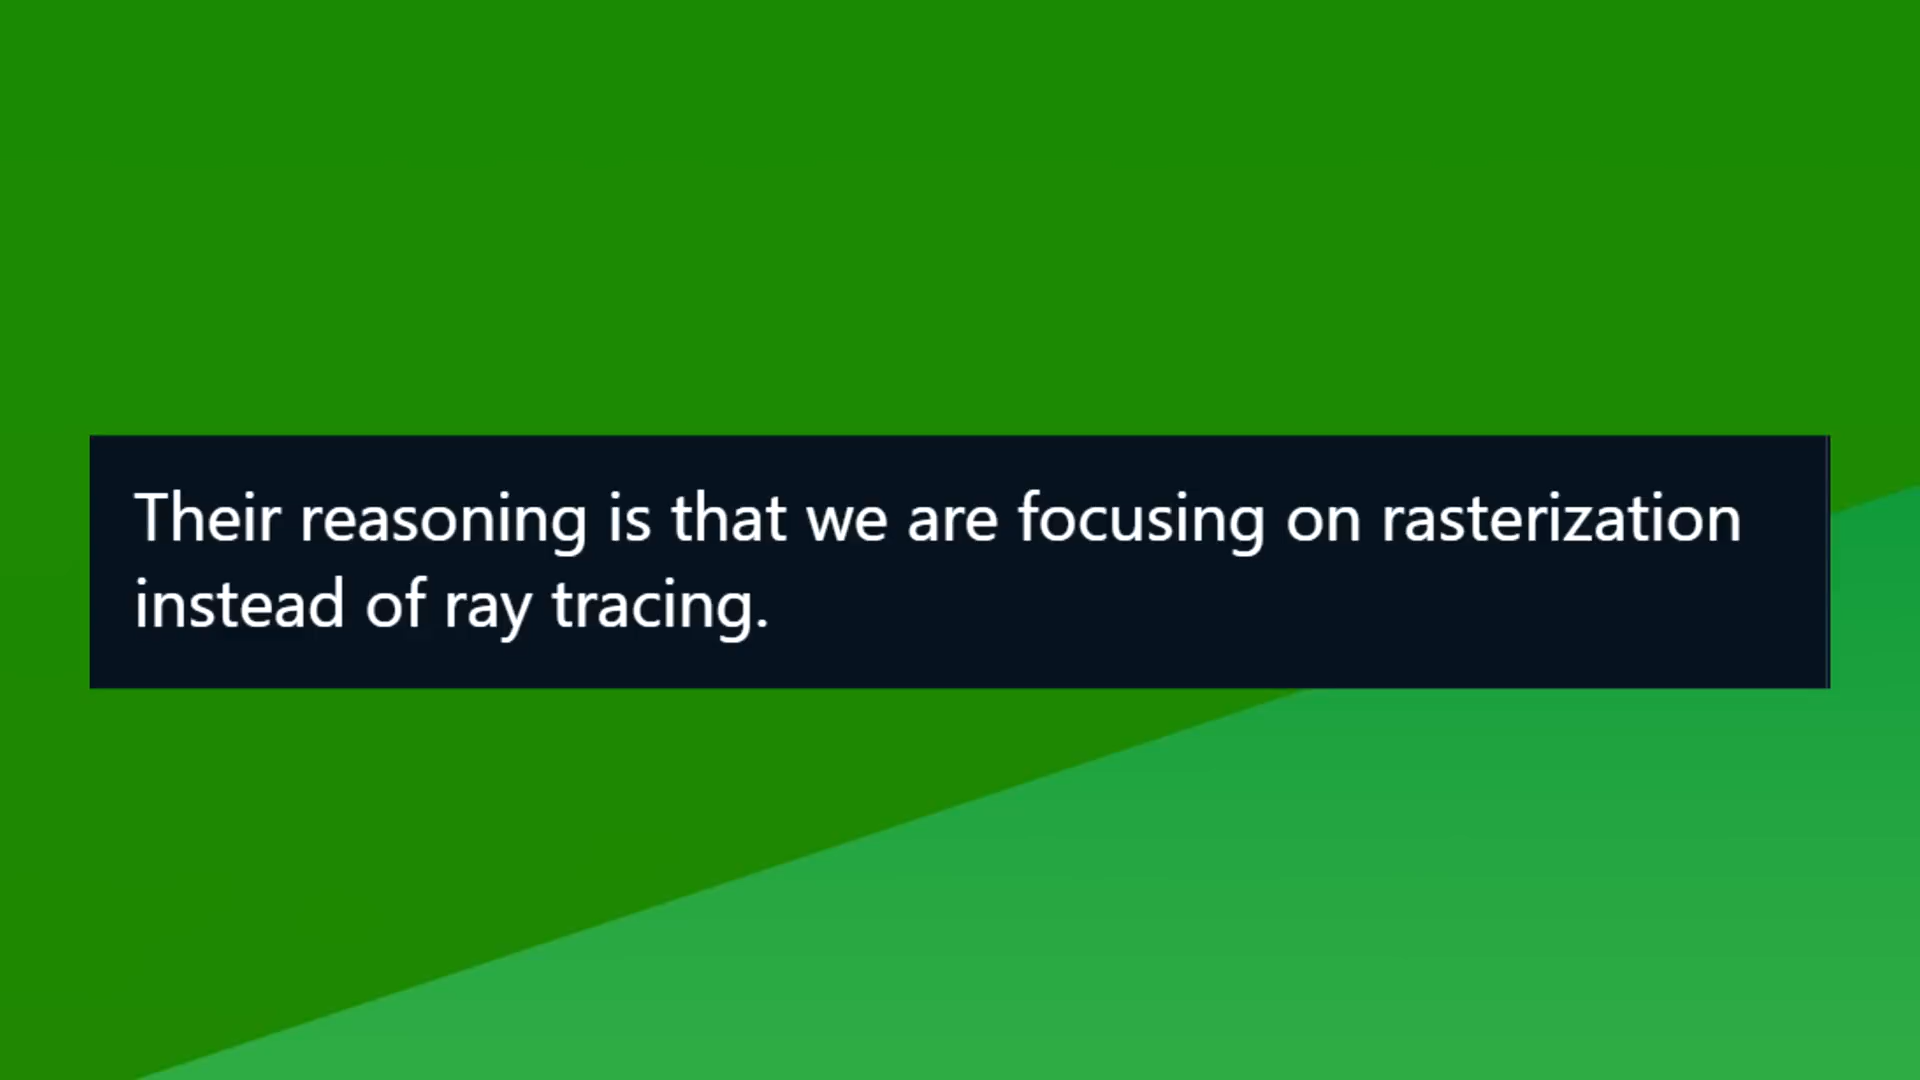 Their reasoning is that we are focusing on rasterization
instead of ray tracing.